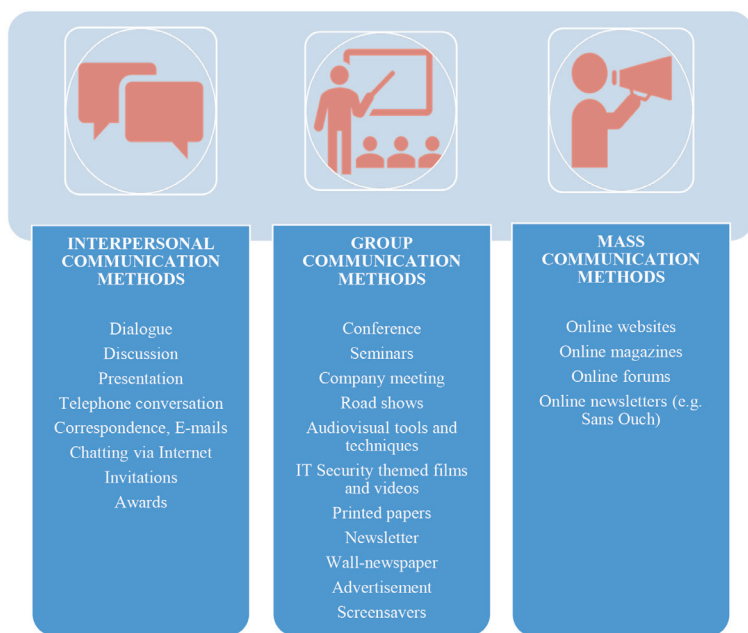 INTERPERSONAL
COMMUNICATION
METHODS
Dialogue
Discussion
Presentation
Telephone conversation
Correspondence, E-mails
Chatting via Internet
Invitations
Awards
GROUP
COMMUNICATION
METHODS
Conference
Seminars
Company meeting
Road shows
Audiovisual tools and
techniques
IT Security themed films
and videos
Printed papers
Newsletter
Wall-newspaper
Advertisement
Screensavers
MASS
COMMUNICATION
METHODS
Online websites
Online magazines
Online forums
Online newsletters (e.g.
Sans Ouch)